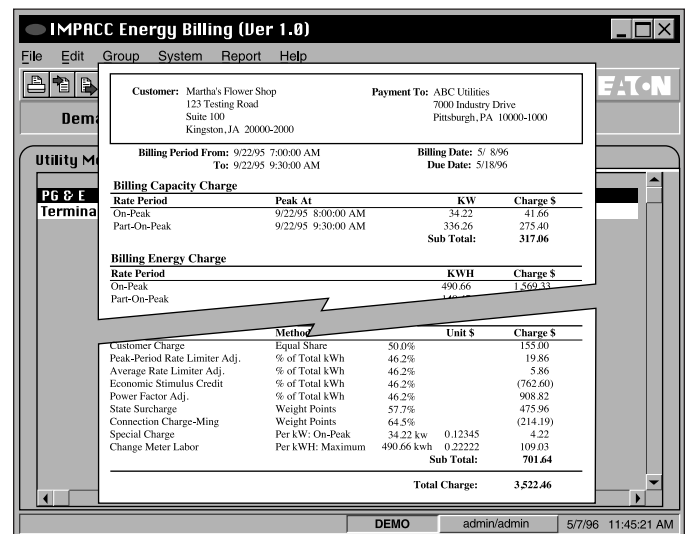 IMPACC Energy Billing (Ver 1.0)
File Edit Group System Report Help
EATON
Dema
Customer: Martha's Flower Shop Payment To: ABC Utilities
123 Testing Road 7000 Industry Drive
Suite 100 Pittsburgh, PA 10000-1000
Kingston, JA 20000-2000
Utility Me
Billing Period From: 9/22/95 7:00:00 AM Billing Date: 5/ 8/96
To: 9/22/95 9:30:00 AM Due Date: 5/18/96
PG & E
Termina
Billing Capacity Charge
Rate Period Peak At KW Charge $
On-Peak 9/22/95 8:00:00 AM 34.22 41.66
Part-On-Peak 9/22/95 9:30:00 AM 336.26 275.40
Sub Total: 317.06
Billing Energy Charge
Rate Period KWH Charge $
On-Peak 490.66 1,569.33
Part-On-Peak
Method Unit $ Charge $
Customer Charge Equal Share 50.0% 155.00
Peak-Period Rate Limiter Adj. % of Total kWh 46.2% 19.86
Average Rate Limiter Adj. % of Total kWh 46.2% 5.86
Economic Stimulus Credit % of Total kWh 46.2% (762.60)
Power Factor Adj. % of Total kWh 46.2% 908.82
State Surcharge Weight Points 57.7% 475.96
Connection Charge-Ming Weight Points 64.5% (214.19)
Special Charge Per kW: On-Peak 34.22 kw 0.12345 4.22
Change Meter Labor Per kWH: Maximum 490.66 kwh 0.22222 109.03
Sub Total: 701.64
Total Charge: 3,522.46
DEMO admin/admin 5/7/96 11:45:21 AM